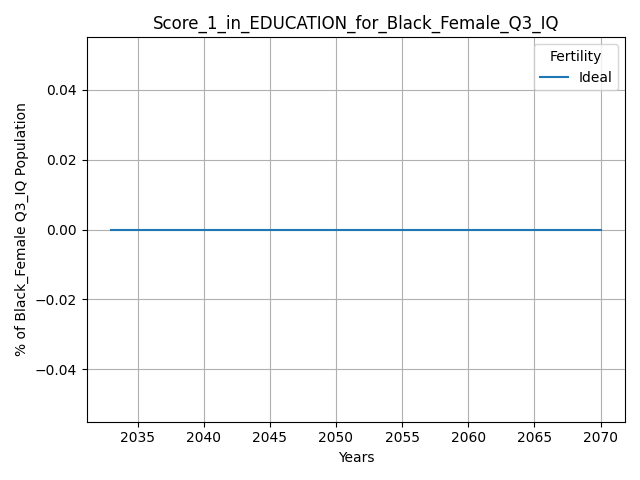 Score_1_in_EDUCATION_for_Black_Female_Q3_IQ
Fertility
Ideal
% of Black_Female Q3_IQ Population
0.04
0.02
0.00
−0.02
−0.04
2035 2040 2045 2050 2055 2060 2065 2070
Years